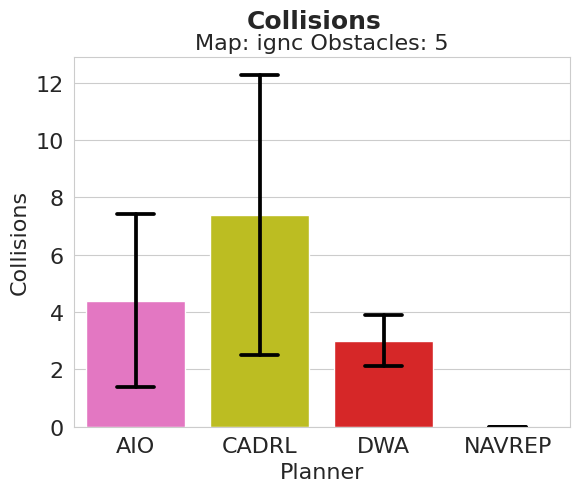 Collisions
Map: ignc Obstacles: 5
Collisions
12
10
8
6
4
2
0
AIO CADRL DWA NAVREP
Planner